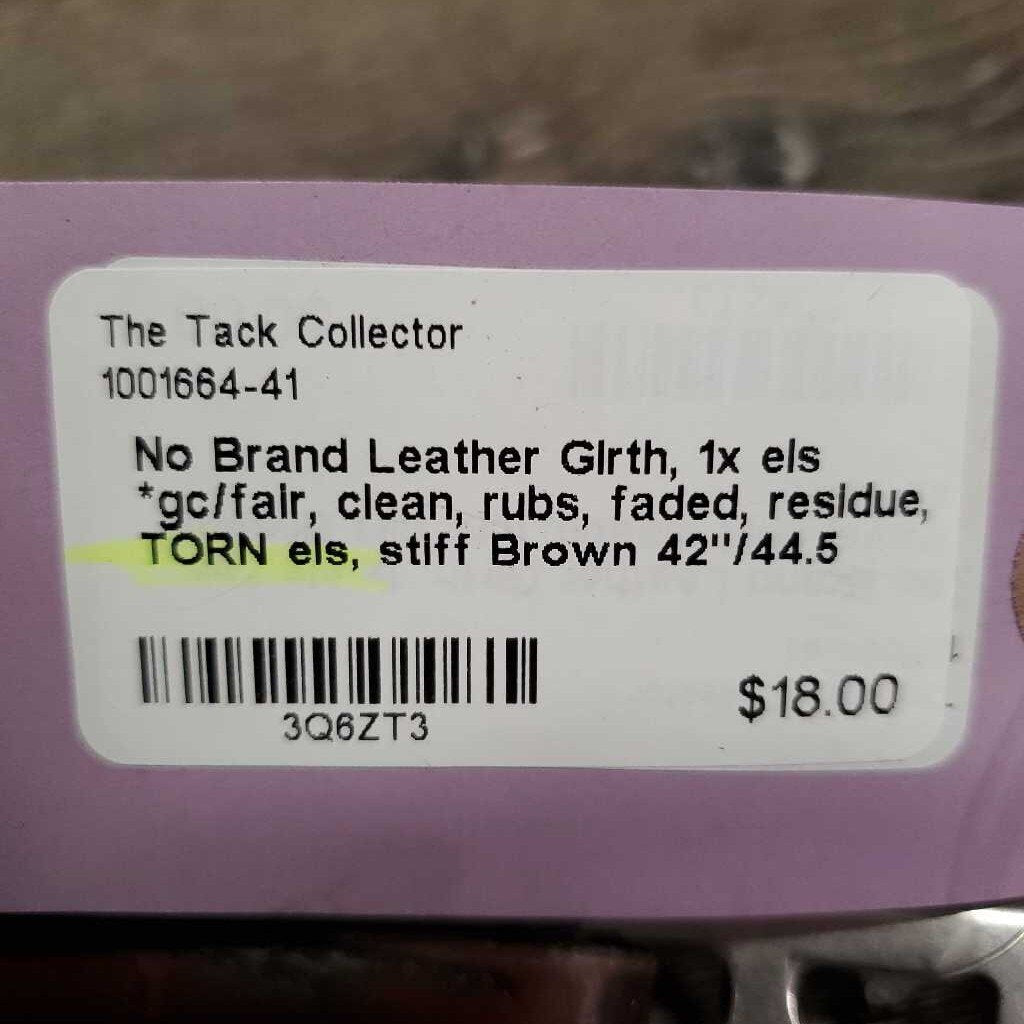 The Tack Collector
1001664-41
No Brand Leather Girth, 1x els
*gc/fair, clean, rubs, faded, residue,
TORN els, stiff Brown 42"/44.5
3Q6ZT3
$18.00